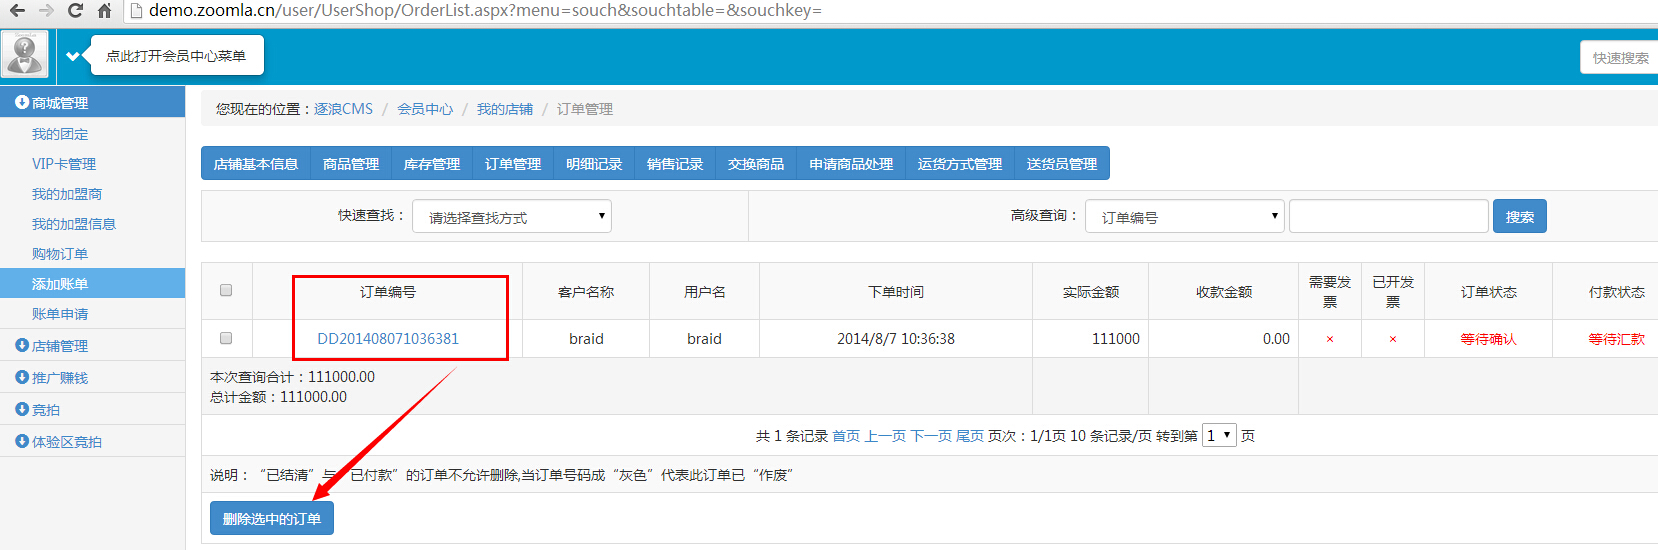 demo.zoomla.cn/user/UserShop/OrderList.aspx?menu=souch&souchtable=&souchkey=
点此打开会员中心菜单
快速搜索
商城管理
我的团定
VIP卡管理
我的加盟商
我的加盟信息
购物订单
添加账单
账单申请
店铺管理
推广赚钱
竞拍
体验区竞拍
您现在的位置：逐浪CMS / 会员中心 / 我的店铺 / 订单管理
店铺基本信息 商品管理 库存管理 订单管理 明细记录 销售记录 交换商品 申请商品处理 运货方式管理 送货员管理
快速查找： 请选择查找方式 高级查询： 订单编号 搜索
订单编号 客户名称 用户名 下单时间 实际金额 收款金额 需要发票 已开发票 订单状态 付款状态
DD201408071036381 braid braid 2014/8/7 10:36:38 111000 0.00 × × 等待确认 等待汇款
本次查询合计：111000.00
总计金额：111000.00
共 1 条记录 首页 上一页 下一页 尾页 页次：1/1页 10 条记录/页 转到第 1 页
说明：“已结清”与“已付款”的订单不允许删除,当订单号码成“灰色”代表此订单已“作废”
删除选中的订单